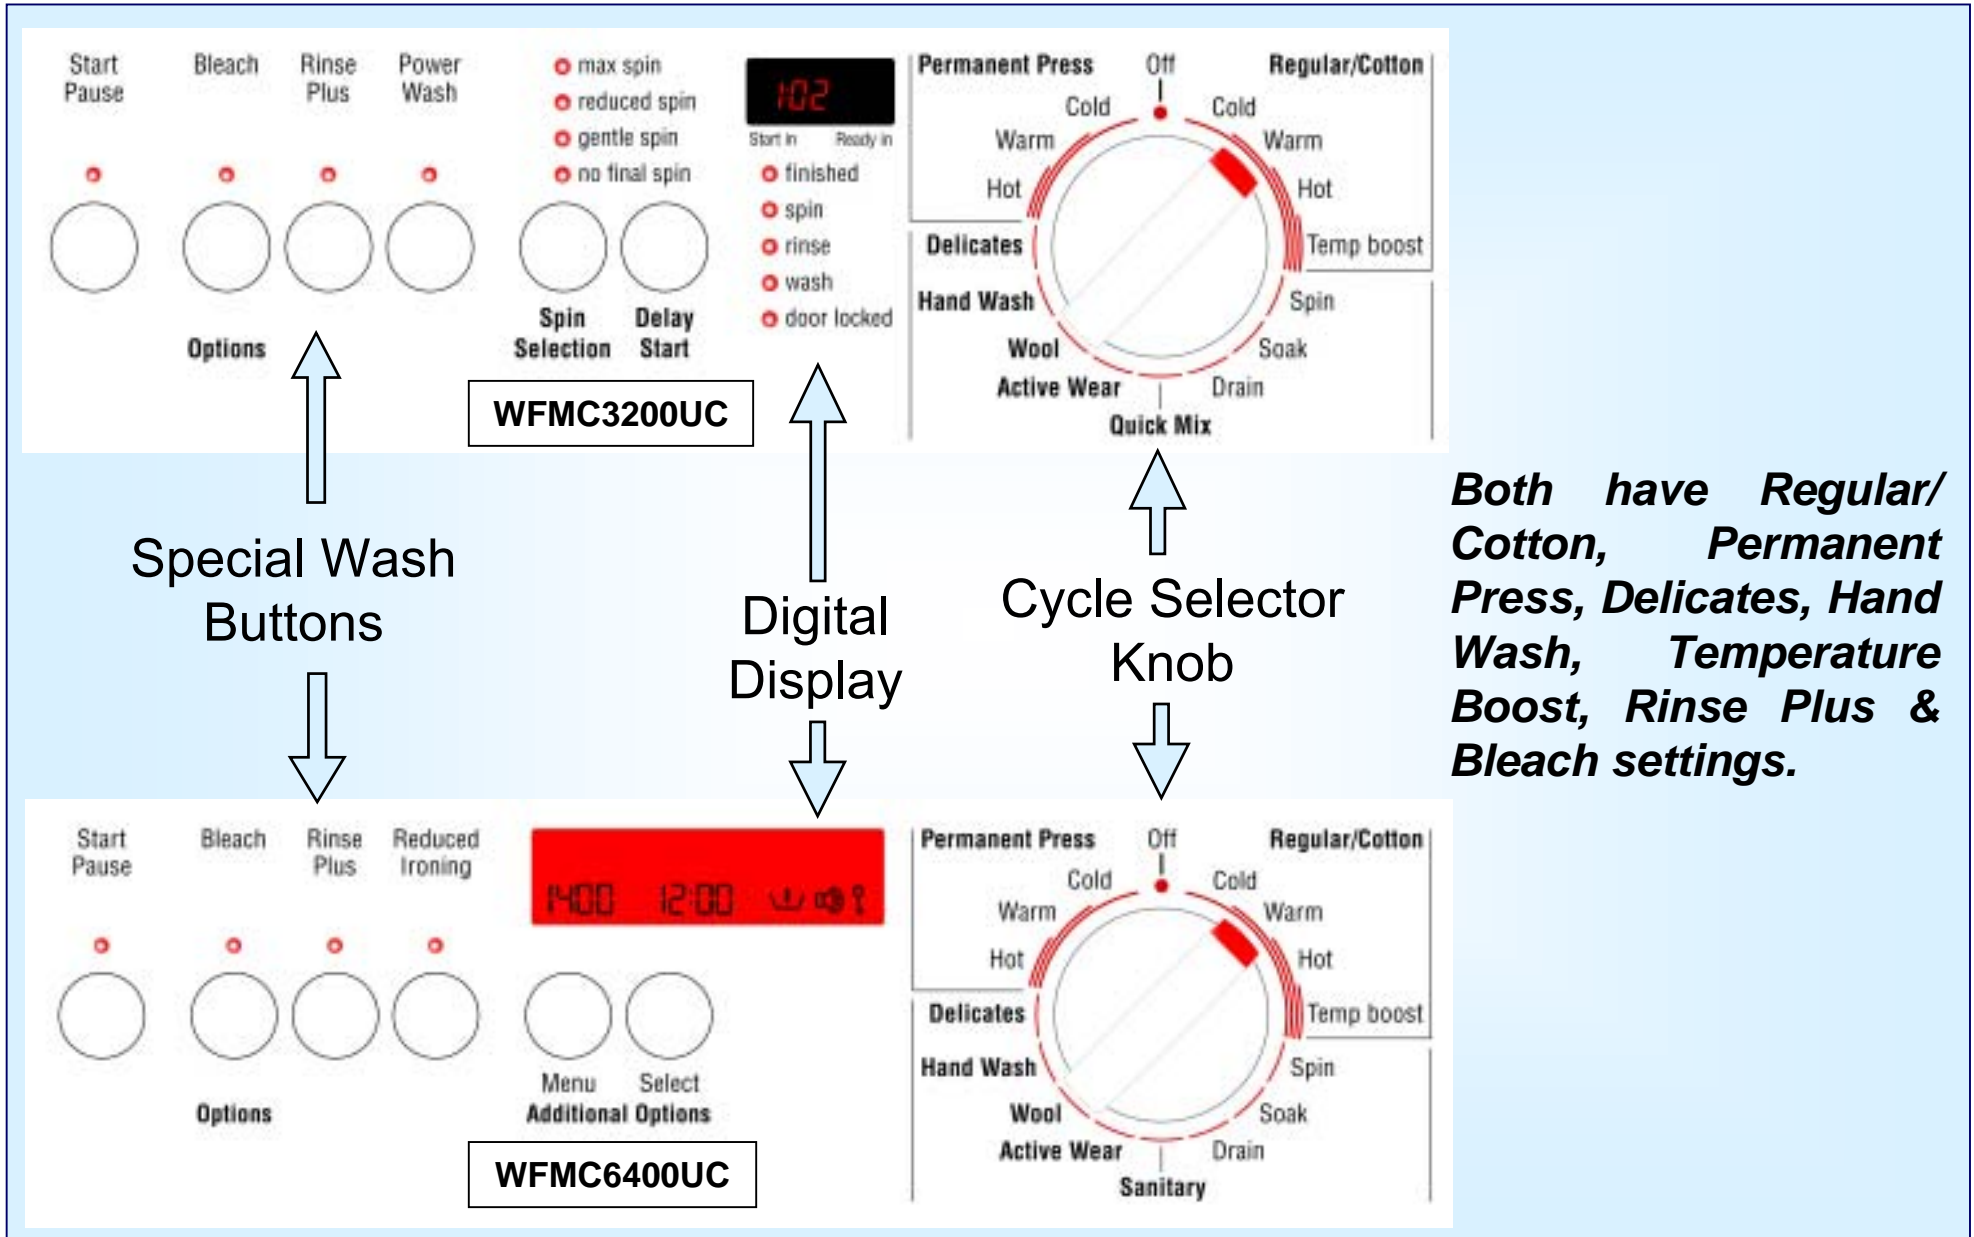 Start
Pause
Bleach
Rinse
Plus
Power
Wash
Options
max spin
reduced spin
gentle spin
no final spin
Spin
Selection
Delay
Start
102
Start in Ready in
finished
spin
rinse
wash
door locked
WFMC3200UC
Permanent Press
Off
Regular/Cotton
Cold
Cold
Warm
Warm
Hot
Hot
Delicates
Temp boost
Hand Wash
Spin
Wool
Soak
Active Wear
Drain
Quick Mix
Special Wash
Buttons
Digital
Display
Cycle Selector
Knob
Both have Regular/
Cotton, Permanent
Press, Delicates, Hand
Wash, Temperature
Boost, Rinse Plus &
Bleach settings.
Start
Pause
Bleach
Rinse
Plus
Reduced
Ironing
Options
1400 12:00
Menu Select
Additional Options
WFMC6400UC
Permanent Press
Off
Regular/Cotton
Cold
Cold
Warm
Warm
Hot
Hot
Delicates
Temp boost
Hand Wash
Spin
Wool
Soak
Active Wear
Drain
Sanitary